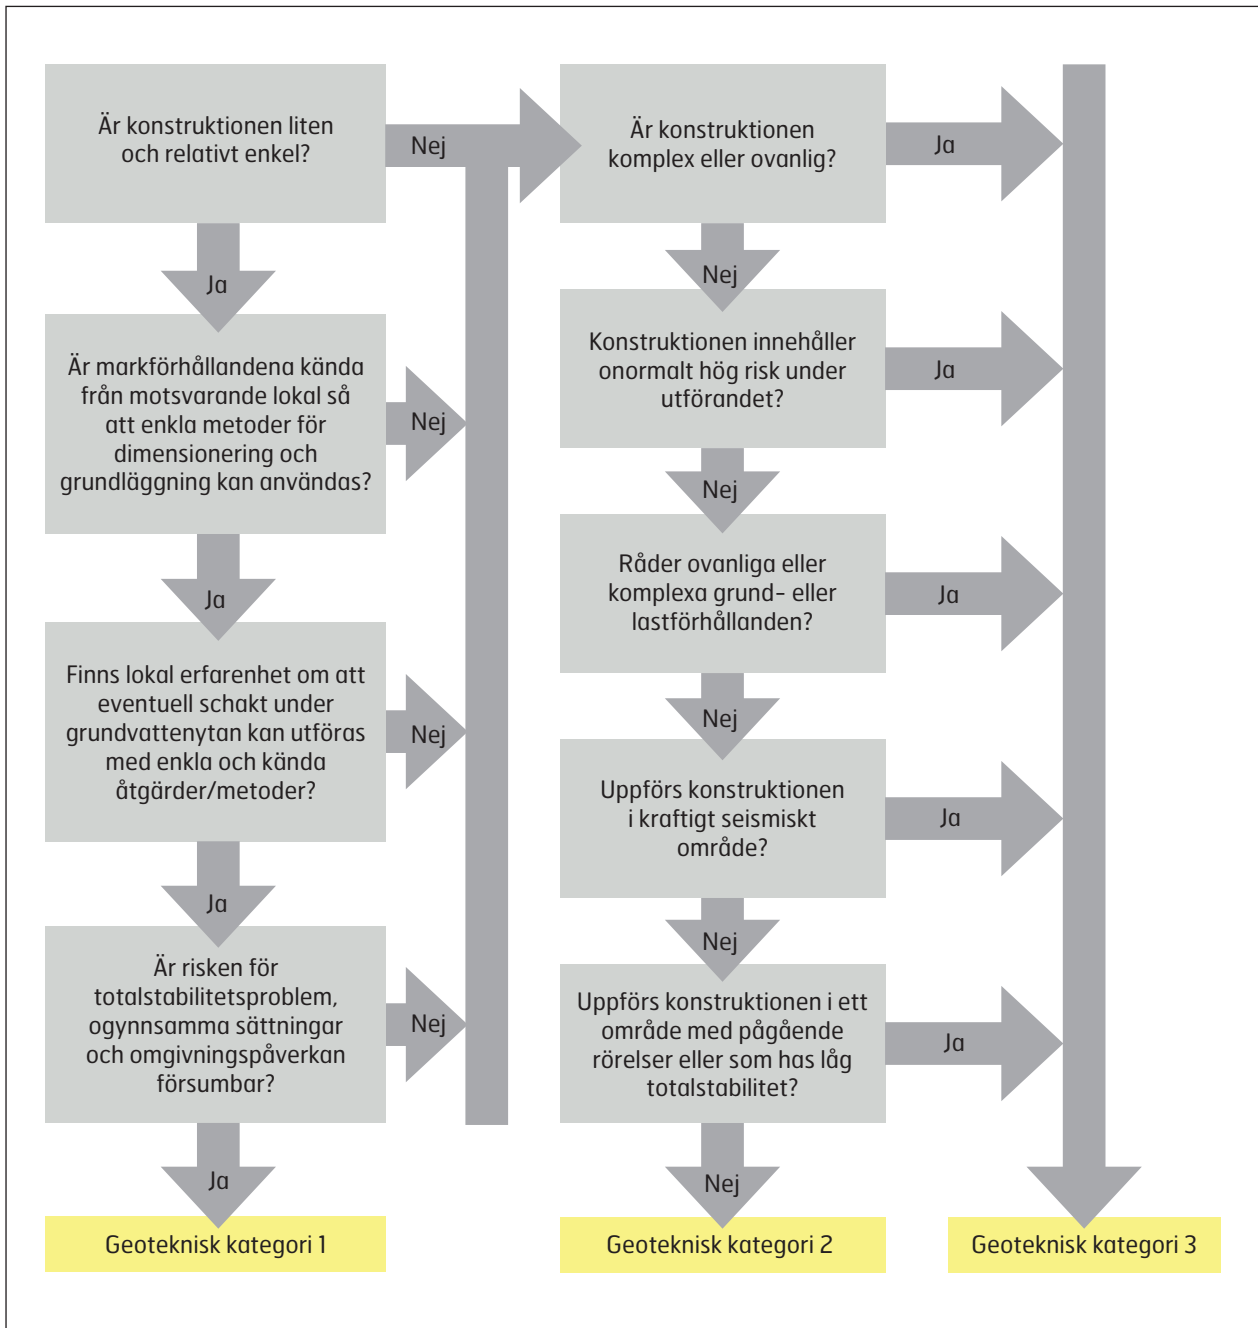 Är konstruktionen liten
och relativt enkel?
Nej
Ja
Är markförhållandena kända
från motsvarande lokal så
att enkla metoder för
dimensionering och
grundläggning kan användas?
Nej
Ja
Finns lokal erfarenhet om att
eventuell schakt under
grundvattenytan kan utföras
med enkla och kända
åtgärder/metoder?
Nej
Ja
Är risken för
totalstabilitetsproblem,
ogynnsamma sättningar
och omgivningspåverkan
försumbar?
Nej
Ja
Geoteknisk kategori 1
Är konstruktionen
komplex eller ovanlig?
Ja
Nej
Konstruktionen innehåller
onormalt hög risk under
utförandet?
Ja
Nej
Råder ovanliga eller
komplexa grund- eller
lastförhållanden?
Ja
Nej
Uppförs konstruktionen
i kraftigt seismiskt
område?
Ja
Nej
Uppförs konstruktionen i ett
område med pågående
rörelser eller som has låg
totalstabilitet?
Ja
Nej
Geoteknisk kategori 2
Geoteknisk kategori 3